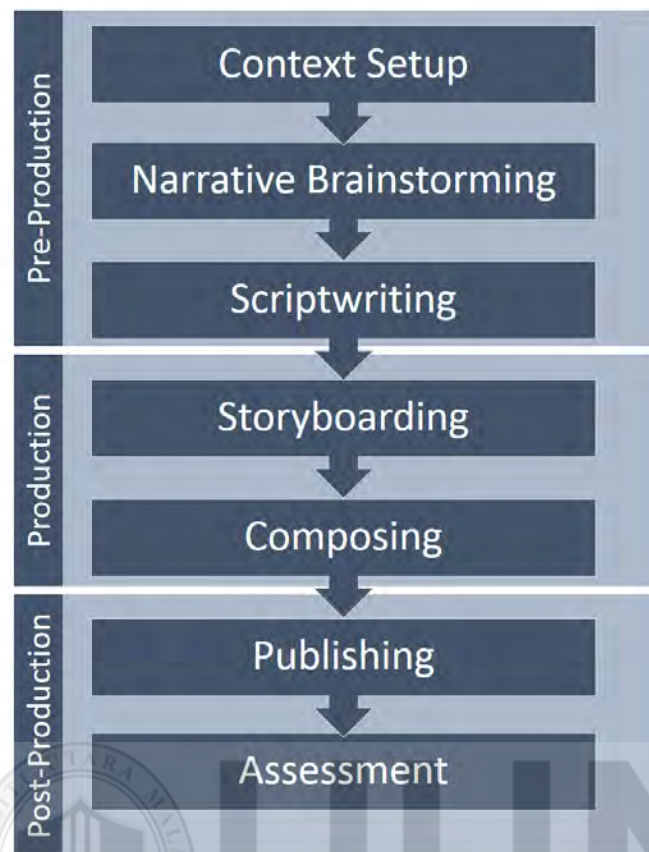 Pre-Production
Context Setup
Narrative Brainstorming
Scriptwriting
Production
Storyboarding
Composing
Post-Production
Publishing
Assessment